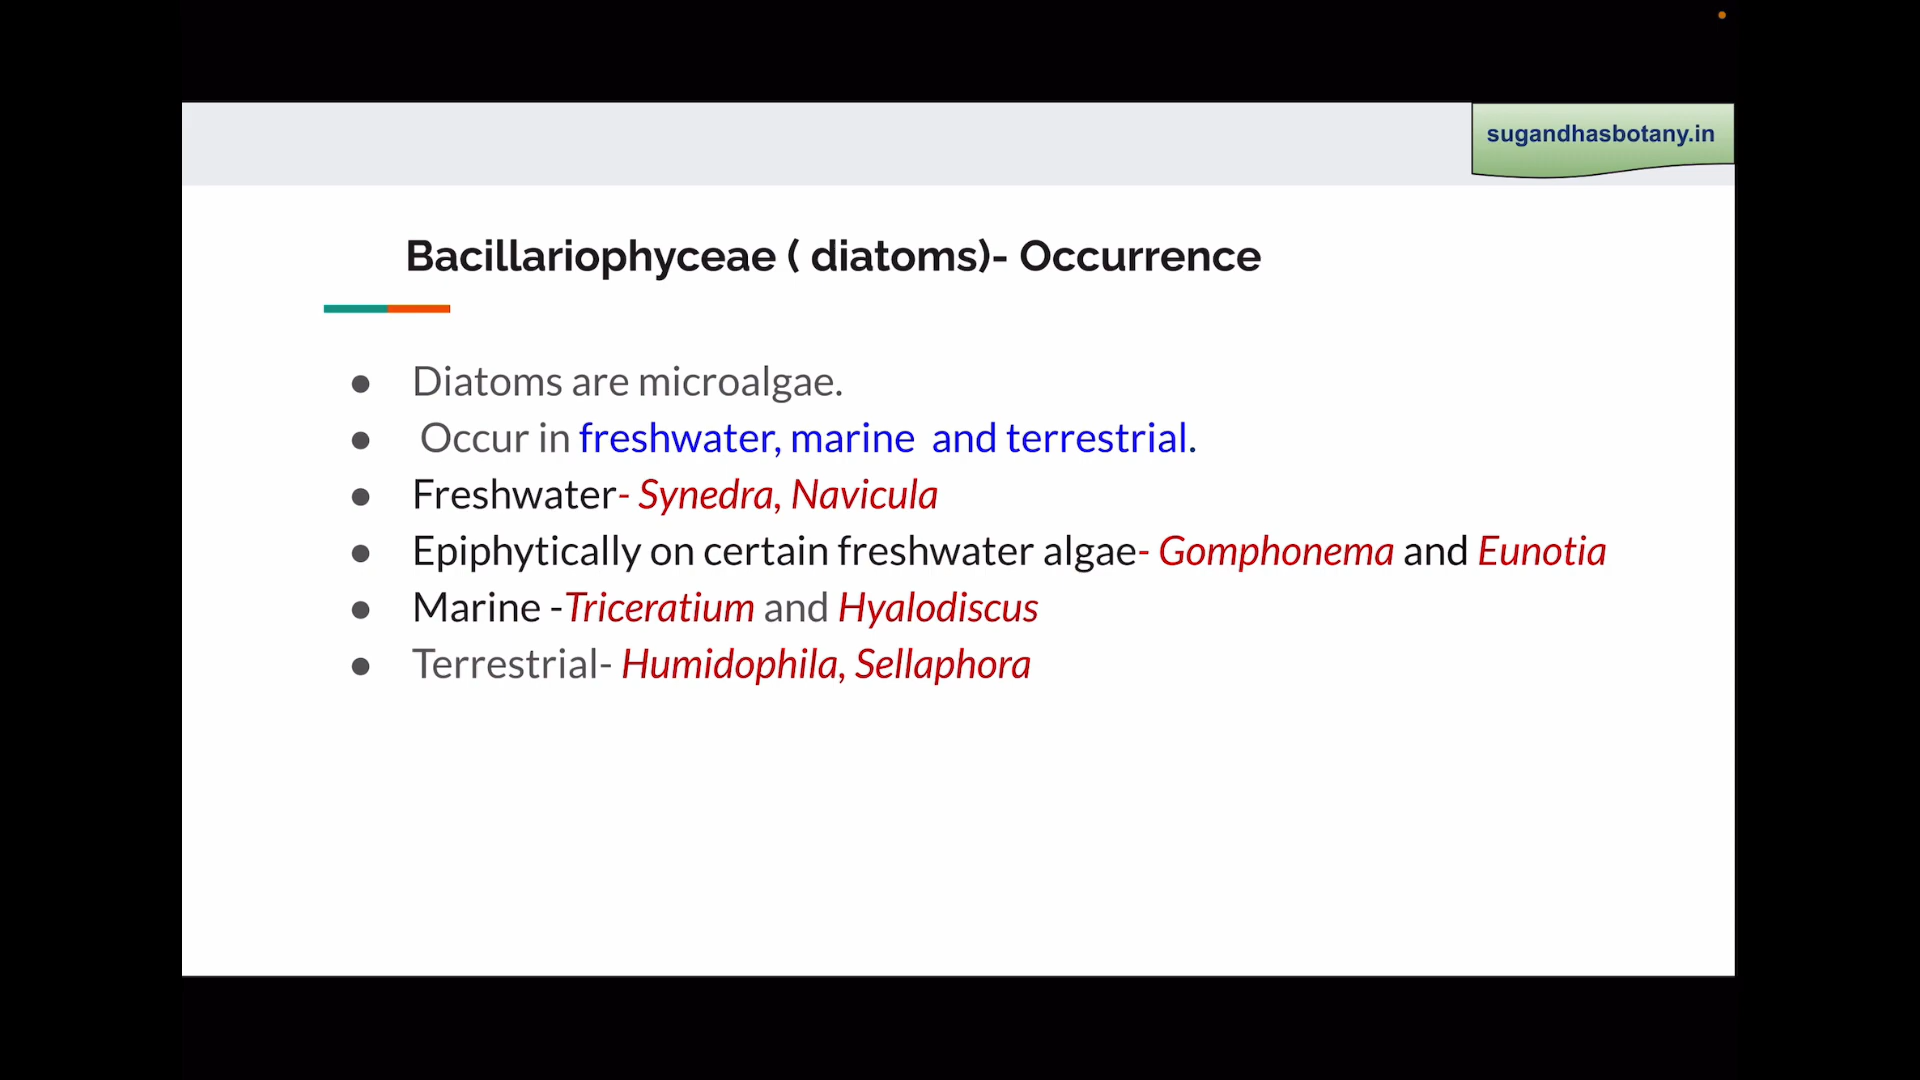 sugandhasbotany.in
Bacillariophyceae ( diatoms)- Occurrence
● Diatoms are microalgae.
● Occur in freshwater, marine  and terrestrial.
● Freshwater- Synedra, Navicula
● Epiphytically on certain freshwater algae- Gomphonema and Eunotia
● Marine -Triceratium and Hyalodiscus
● Terrestrial- Humidophila, Sellaphora